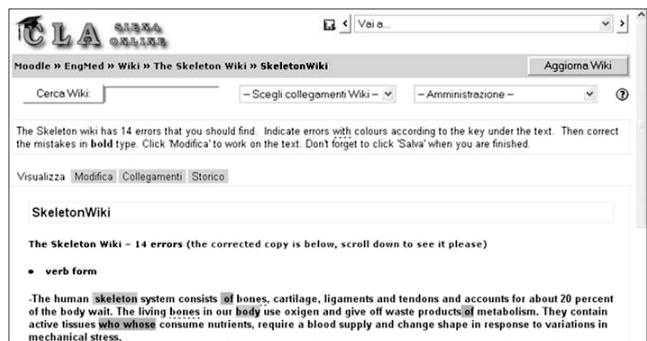 CLA SIENA
ONLINE
Vai a...
Moodle » EngMed » Wiki » The Skeleton Wiki » SkeletonWiki
Aggiorna Wiki
Cerca Wiki:
– Scegli collegamenti Wiki –
– Amministrazione –
The Skeleton wiki has 14 errors that you should find. Indicate errors with colours according to the key under the text. Then correct
the mistakes in bold type. Click 'Modifica' to work on the text. Don't forget to click 'Salva' when you are finished.
Visualizza Modifica Collegamenti Storico
SkeletonWiki
The Skeleton Wiki – 14 errors (the corrected copy is below, scroll down to see it please)
• verb form
-The human skeleton system consists of bones, cartilage, ligaments and tendons and accounts for about 20 percent
of the body wait. The living bones in our body use oxigen and give off waste products of metabolism. They contain
active tissues who whose consume nutrients, require a blood supply and change shape in response to variations in
mechanical stress.